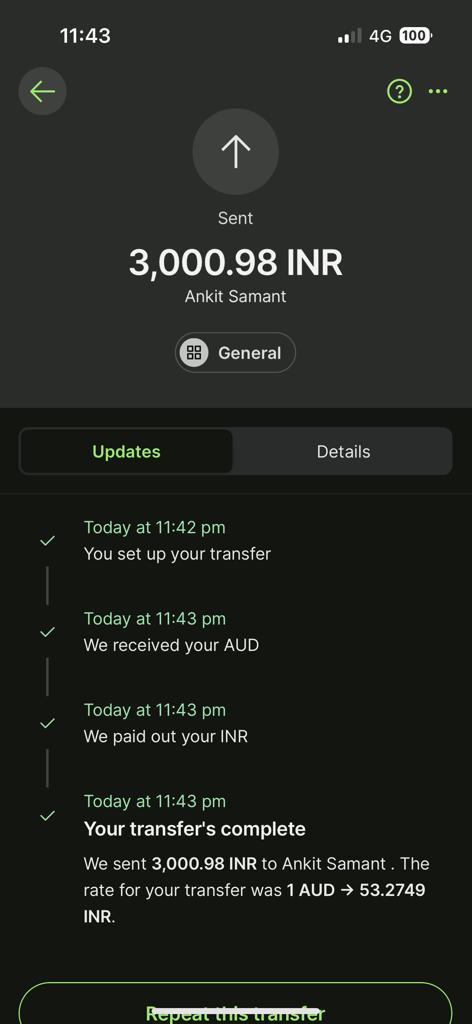 11:43
4G 100
Sent
3,000.98 INR
Ankit Samant
General
Updates Details
Today at 11:42 pm
You set up your transfer
Today at 11:43 pm
We received your AUD
Today at 11:43 pm
We paid out your INR
Today at 11:43 pm
Your transfer's complete
We sent 3,000.98 INR to Ankit Samant . The
rate for your transfer was 1 AUD → 53.2749
INR.
Repeat this transfer